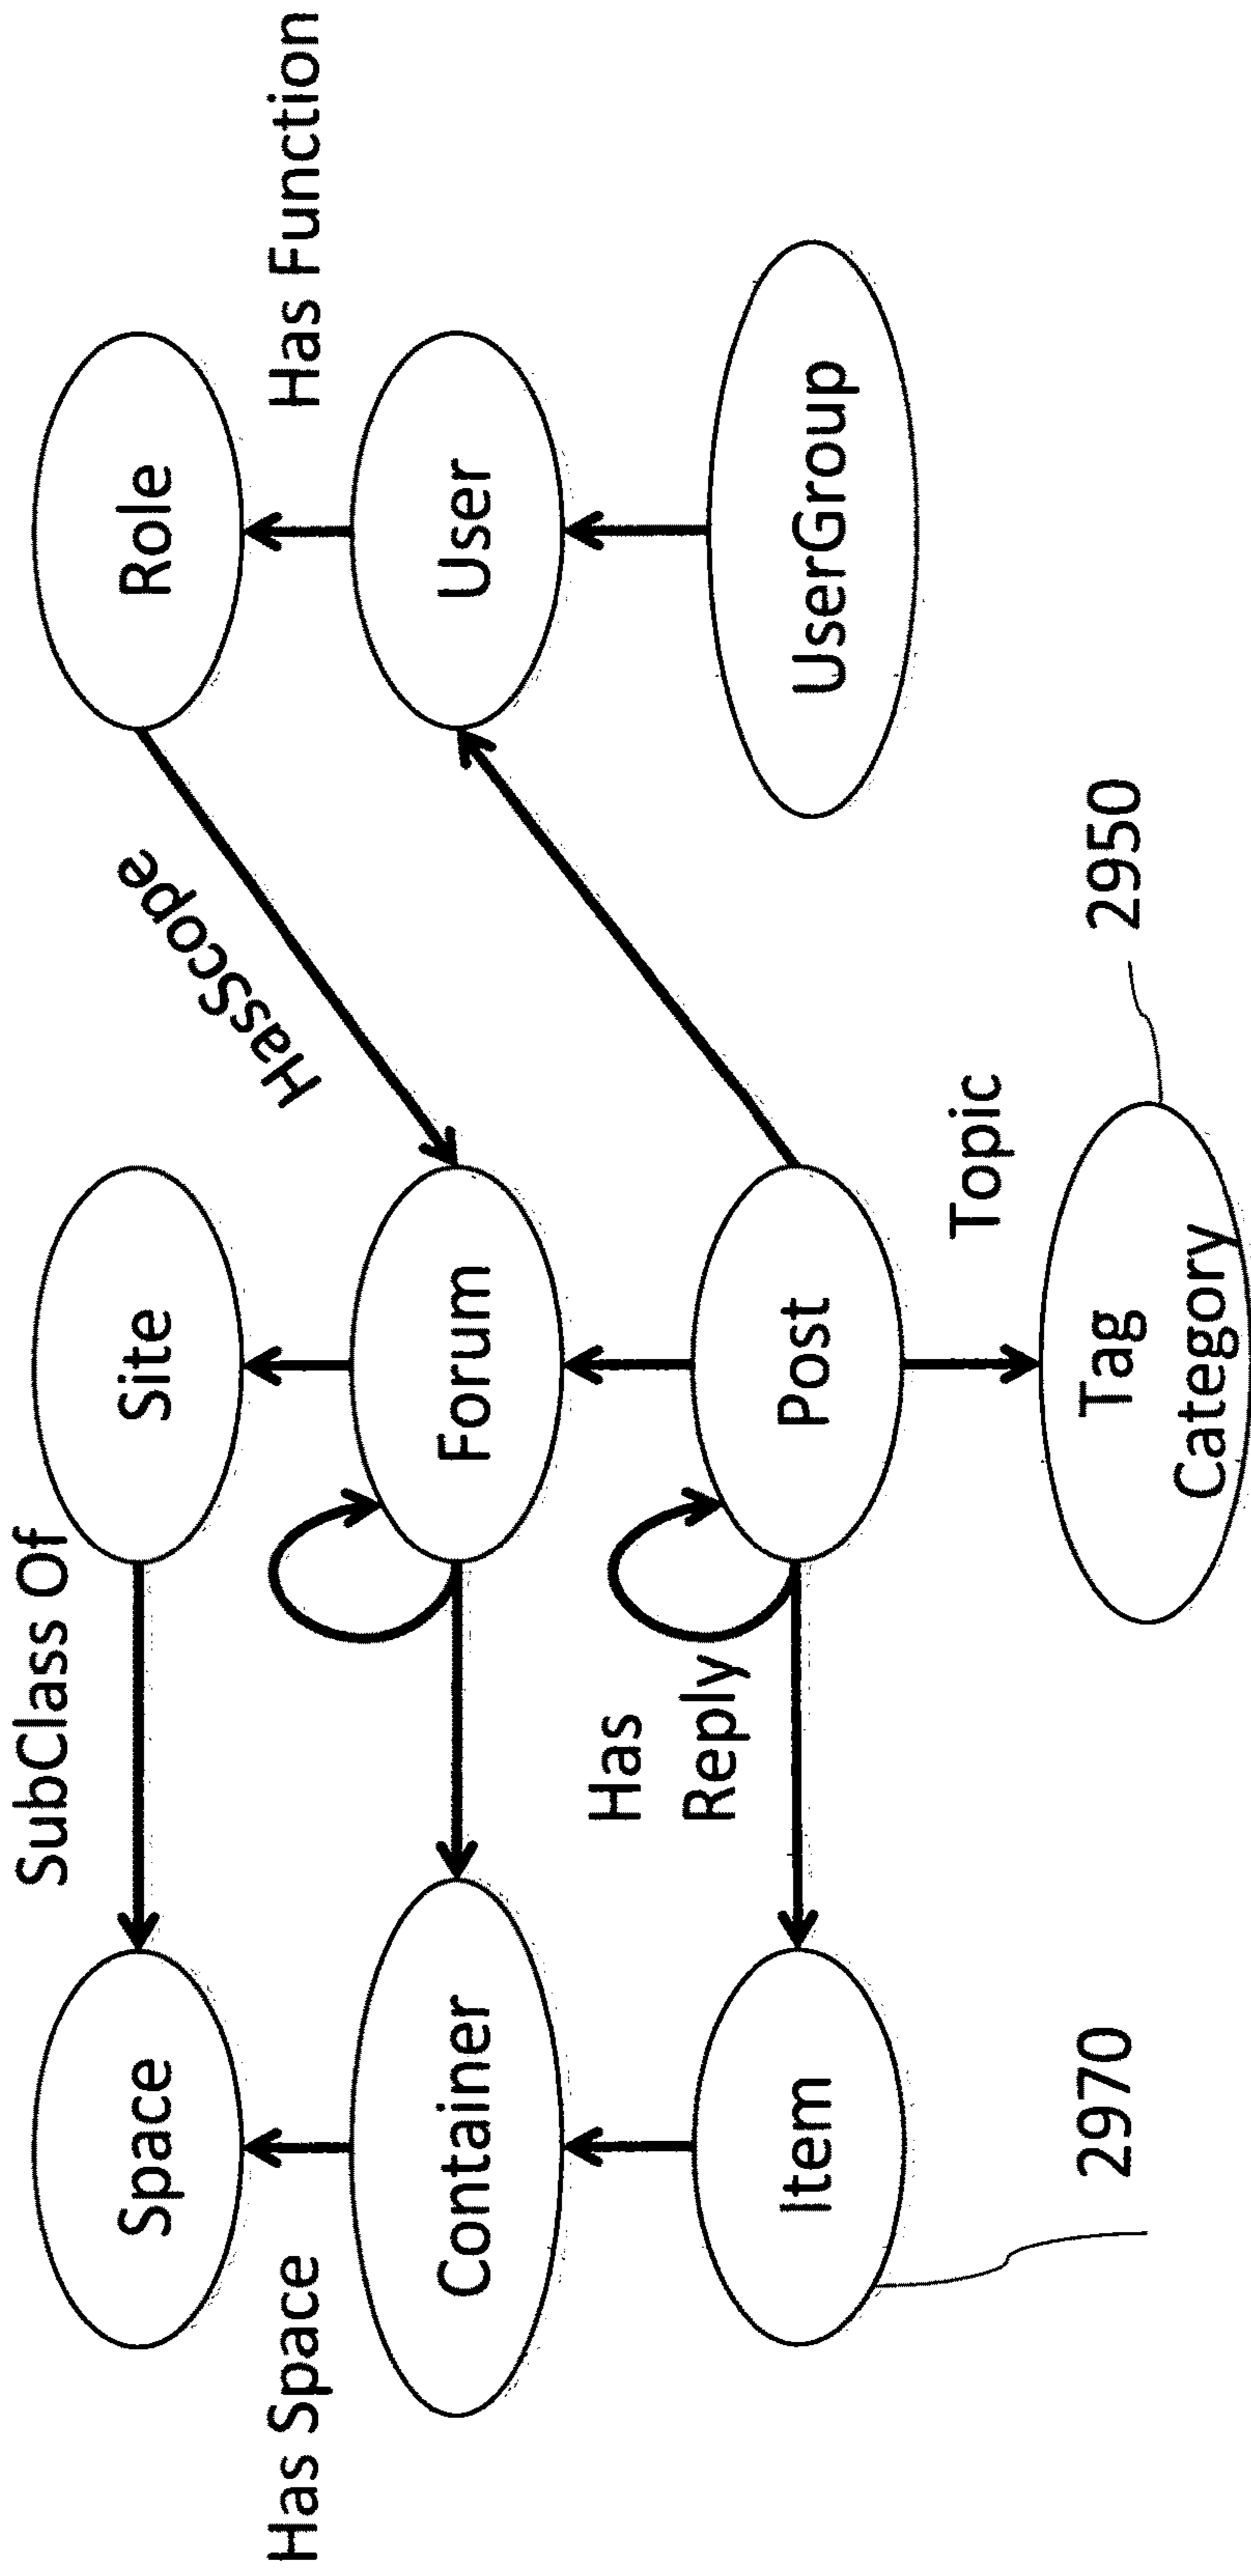 SubClass Of
Space
Site
Role
Has Space
HasScope
Has Function
Container
Forum
User
Has
Reply
Item
Post
UserGroup
Topic
2970
Tag
Category
2950